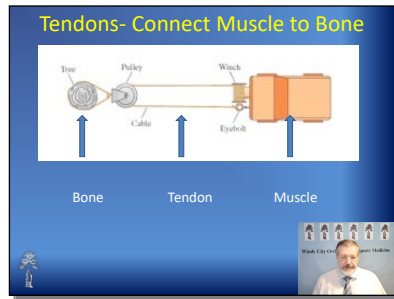 Tendons- Connect Muscle to Bone
Tree
Pulley
Winch
Cable
Eyebolt
Bone
Tendon
Muscle
Windy City
Medicine